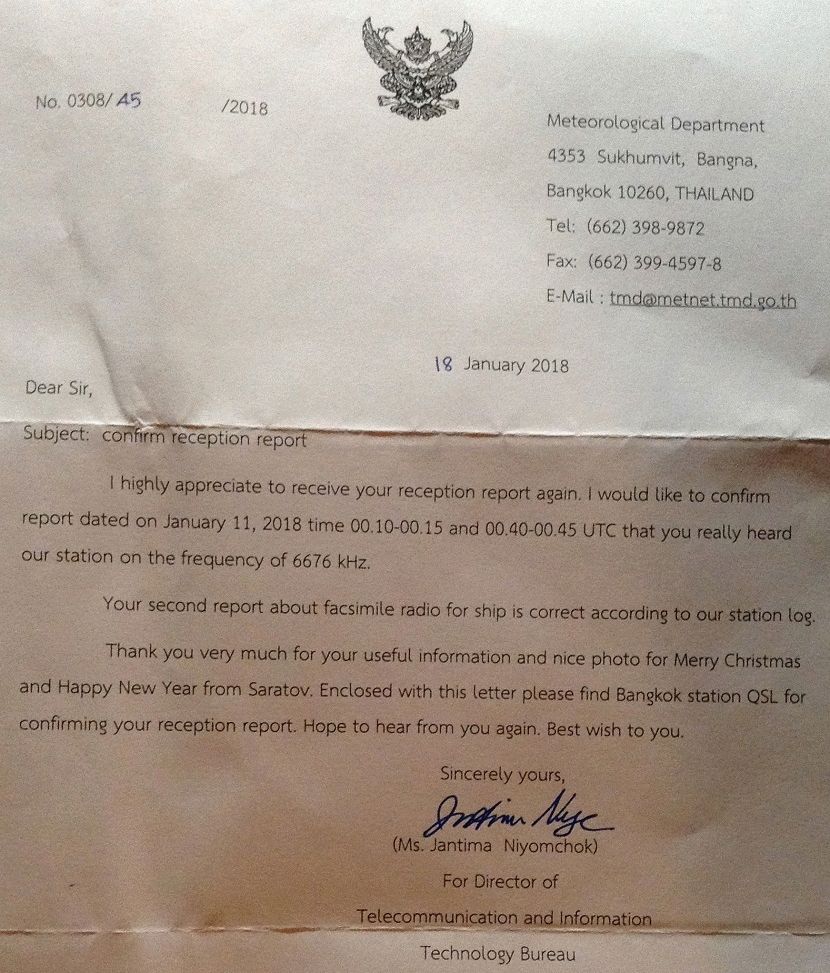 No. 0308/ A5 /2018
Meteorological Department
4353 Sukhumvit, Bangna,
Bangkok 10260, THAILAND
Tel: (662) 398-9872
Fax: (662) 399-4597-8
E-Mail : tmd@metnet.tmd.go.th
18 January 2018
Dear Sir,
Subject: confirm reception report
I highly appreciate to receive your reception report again. I would like to confirm
report dated on January 11, 2018 time 00.10-00.15 and 00.40-00.45 UTC that you really heard
our station on the frequency of 6676 kHz.
Your second report about facsimile radio for ship is correct according to our station log.
Thank you very much for your useful information and nice photo for Merry Christmas
and Happy New Year from Saratov. Enclosed with this letter please find Bangkok station QSL for
confirming your reception report. Hope to hear from you again. Best wish to you.
Sincerely yours,
(Ms. Jantima Niyomchok)
For Director of
Telecommunication and Information
Technology Bureau